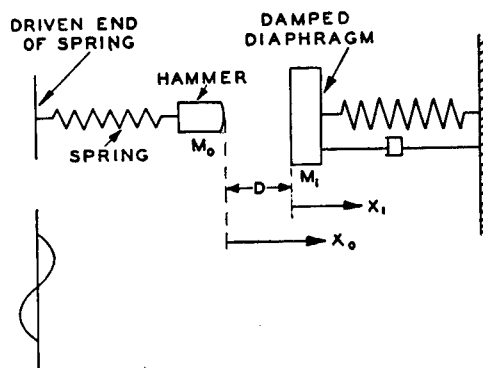 DRIVEN END
OF SPRING
DAMPED
DIAPHRAGM
HAMMER
SPRING
M₀
M₁
D
X₁
X₀